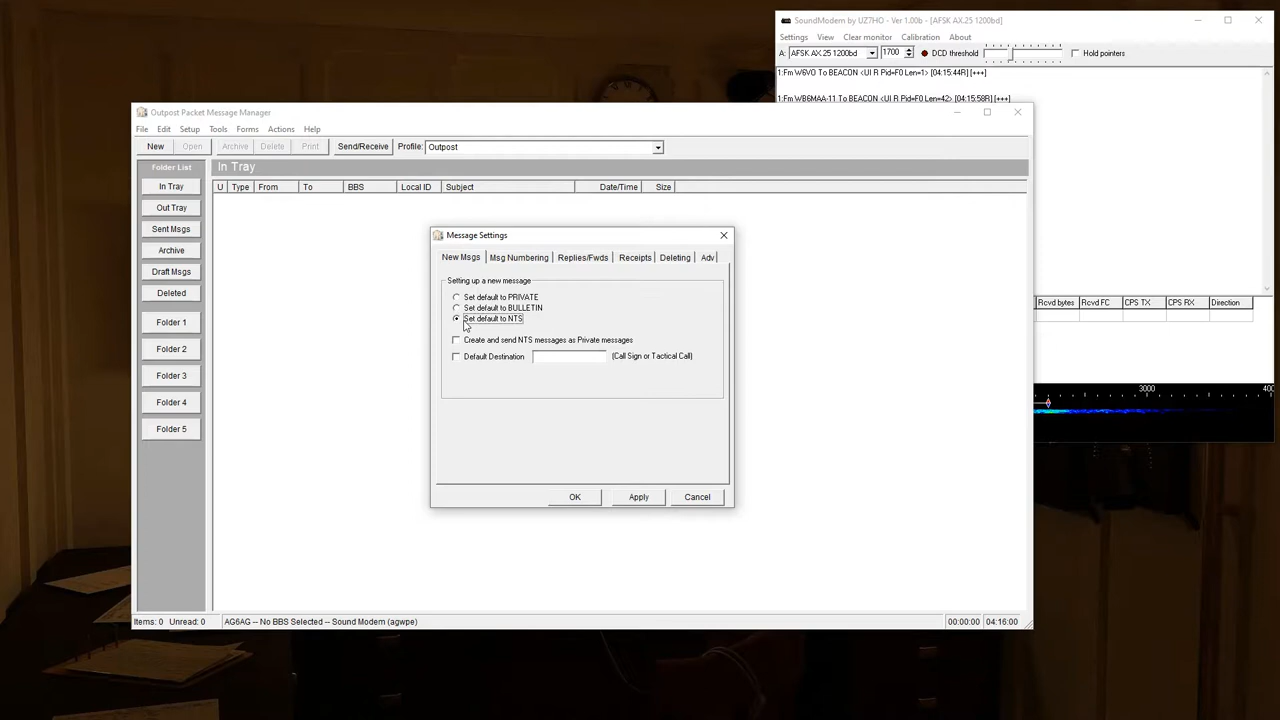 SoundModem by UZ7HO - Ver 1.00b - [AFSK AX.25 1200bd]
Settings View Clear monitor Calibration About
A: AFSK AX.25 1200bd 1700 DCD threshold Hold pointers
1:Fm W6VO To BEACON <UI R Pid=F0 Len=1> [04:15:44R] [+++]
1:Fm WB6MAA-11 To BEACON <UI R Pid=F0 Len=42> [04:15:59R] [+++]
Outpost Packet Message Manager
File Edit Setup Tools Forms Actions Help
New Open Archive Delete Print Send/Receive Profile: Outpost
Folder List
In Tray
U Type From To BBS Local ID Subject Date/Time Size
In Tray
Out Tray
Sent Msgs
Archive
Draft Msgs
Deleted
Folder 1
Folder 2
Folder 3
Folder 4
Folder 5
Message Settings
New Msgs Msg Numbering Replies/Fwds Receipts Deleting Adv
Setting up a new message
Set default to PRIVATE
Set default to BULLETIN
Set default to NTS
Create and send NTS messages as Private messages
Default Destination (Call Sign or Tactical Call)
OK Apply Cancel
Rcvd bytes Rcvd FC CPS TX CPS RX Direction
3000
Items: 0 Unread: 0 AG6AG -- No BBS Selected -- Sound Modem (agwpe) 00:00:00 04:16:00